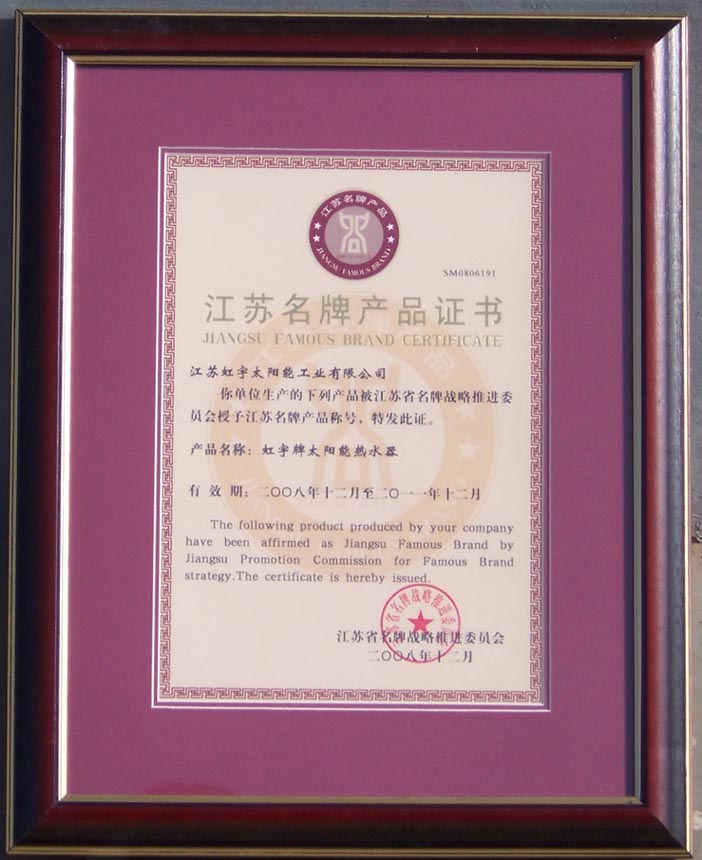 江苏名牌产品
JIANGSU FAMOUS BRAND
SM0806191
江苏名牌产品证书
JIANGSU FAMOUS BRAND CERTIFICATE
江苏虹宇太阳能工业有限公司
你单位生产的下列产品被江苏省名牌战略推进委
员会授予江苏名牌产品称号，特发此证。
产品名称：虹宇牌太阳能热水器
有 效 期：二〇〇八年十二月至二〇一一年十二月
The following product produced by your company
have been affirmed as Jiangsu Famous Brand by
Jiangsu Promotion Commission for Famous Brand
strategy.The certificate is hereby issued.
江苏省名牌战略推进委员会
二〇〇八年十二月